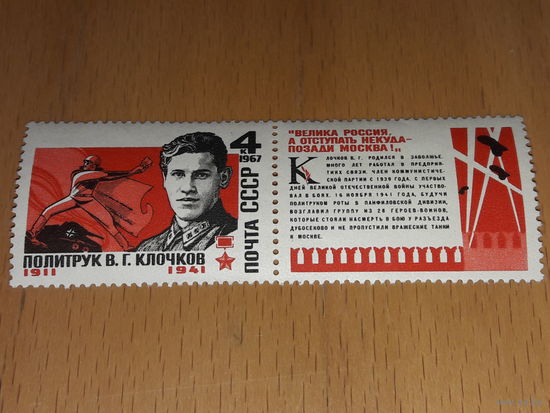 4
К
1967
ПОЧТА СССР
ПОЛИТРУК В. Г. КЛОЧКОВ
1911 1941
"ВЕЛИКА РОССИЯ,
А ОТСТУПАТЬ НЕКУДА-
ПОЗАДИ МОСКВА!"
КЛОЧКОВ В. Г. РОДИЛСЯ В ЗАВОЛЖЬЕ.
МНОГО ЛЕТ РАБОТАЛ В ПРЕДПРИЯ-
ТИЯХ СВЯЗИ. ЧЛЕН КОММУНИСТИЧЕ-
СКОЙ ПАРТИИ С 1939 ГОДА. С ПЕРВЫХ
ДНЕЙ ВЕЛИКОЙ ОТЕЧЕСТВЕННОЙ ВОЙНЫ УЧАСТВО-
ВАЛ В БОЯХ. 16 НОЯБРЯ 1941 ГОДА, БУДУЧИ
ПОЛИТРУКОМ РОТЫ В ПАНФИЛОВСКОЙ ДИВИЗИИ,
ВОЗГЛАВИЛ ГРУППУ ИЗ 28 ГЕРОЕВ-ВОИНОВ,
КОТОРЫЕ СТОЯЛИ НАСМЕРТЬ В БОЮ У РАЗЪЕЗДА
ДУБОСЕКОВО И НЕ ПРОПУСТИЛИ ВРАЖЕСКИЕ ТАНКИ
К МОСКВЕ.